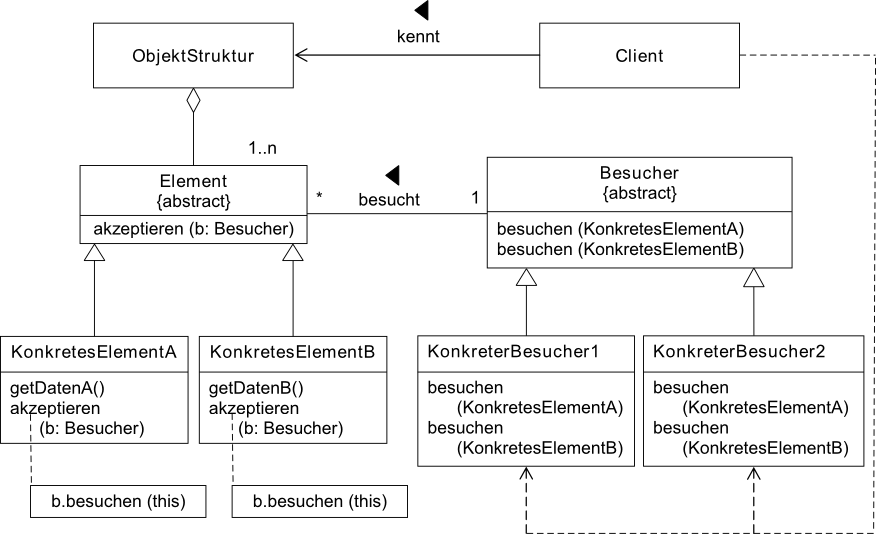 ObjektStruktur
kennt
Client
1..n
Element
{abstract}
akzeptieren (b: Besucher)
*
besucht
1
Besucher
{abstract}
besuchen (KonkretesElementA)
besuchen (KonkretesElementB)
KonkretesElementA
getDatenA()
akzeptieren
(b: Besucher)
b.besuchen (this)
KonkretesElementB
getDatenB()
akzeptieren
(b: Besucher)
b.besuchen (this)
KonkreterBesucher1
besuchen
(KonkretesElementA)
besuchen
(KonkretesElementB)
KonkreterBesucher2
besuchen
(KonkretesElementA)
besuchen
(KonkretesElementB)